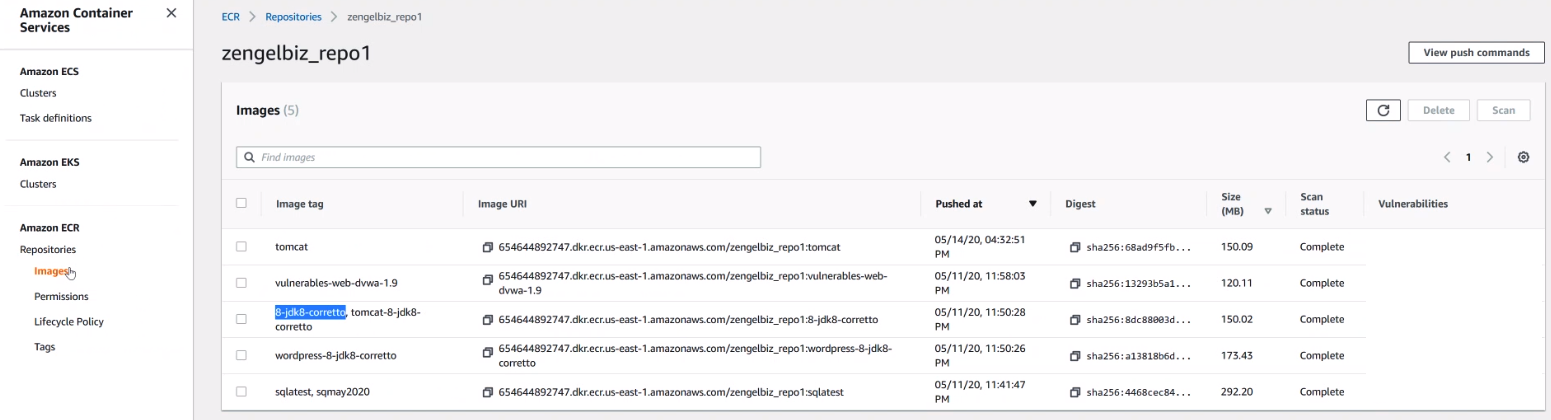 Amazon Container
Services
Amazon ECS
Clusters
Task definitions
Amazon EKS
Clusters
Amazon ECR
Repositories
Images
Permissions
Lifecycle Policy
Tags
ECR > Repositories > zengelbiz_repo1
zengelbiz_repo1
View push commands
Images (5)
Delete
Scan
Find images
1
Image tag
Image URI
Pushed at
Digest
Size
(MB)
Scan
status
Vulnerabilities
tomcat
654644892747.dkr.ecr.us-east-1.amazonaws.com/zengelbiz_repo1:tomcat
05/14/20, 04:32:51
PM
sha256:68ad9f5fb...
150.09
Complete
vulnerables-web-dvwa-1.9
654644892747.dkr.ecr.us-east-1.amazonaws.com/zengelbiz_repo1:vulnerables-web-
dvwa-1.9
05/11/20, 11:58:03
PM
sha256:13293b5a1...
120.11
Complete
8-jdk8-corretto, tomcat-8-jdk8-
corretto
654644892747.dkr.ecr.us-east-1.amazonaws.com/zengelbiz_repo1:8-jdk8-corretto
05/11/20, 11:50:28
PM
sha256:8dc88003d...
150.02
Complete
wordpress-8-jdk8-corretto
654644892747.dkr.ecr.us-east-1.amazonaws.com/zengelbiz_repo1:wordpress-8-jdk8-
corretto
05/11/20, 11:50:26
PM
sha256:a13818b6d...
173.43
Complete
sqlatest, sqmay2020
654644892747.dkr.ecr.us-east-1.amazonaws.com/zengelbiz_repo1:sqlatest
05/11/20, 11:41:47
PM
sha256:4468cec84...
292.20
Complete